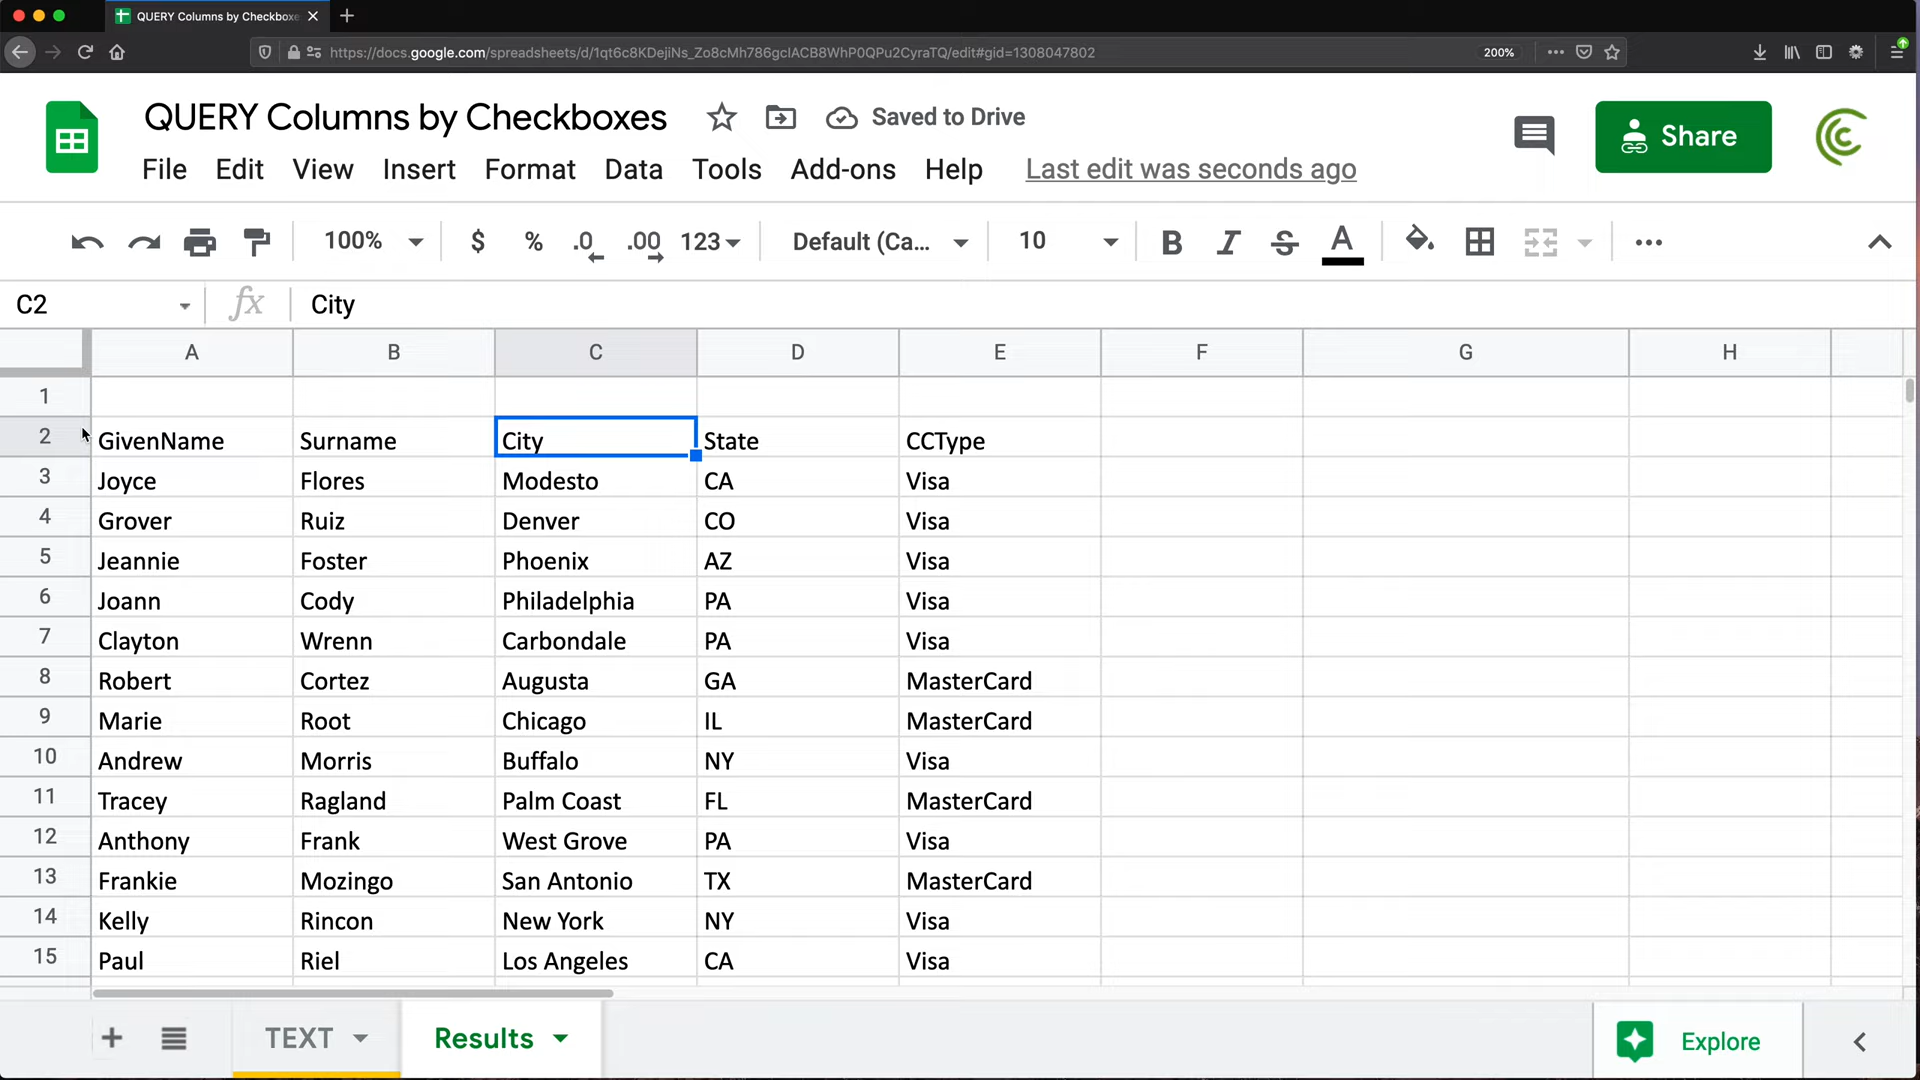 QUERY Columns by Checkboxe
https://docs.google.com/spreadsheets/d/1qt6c8KDejiNs_Zo8cMh786gclACB8WhP0QPu2CyraTQ/edit#gid=1308047802
200%
QUERY Columns by Checkboxes
Saved to Drive
Share
File Edit View Insert Format Data Tools Add-ons Help Last edit was seconds ago
100% $ % .0 .00 123 Default (Ca... 10 B I S A
C2 fx City
A B C D E F G H
1
2 GivenName Surname City State CCType
3 Joyce Flores Modesto CA Visa
4 Grover Ruiz Denver CO Visa
5 Jeannie Foster Phoenix AZ Visa
6 Joann Cody Philadelphia PA Visa
7 Clayton Wrenn Carbondale PA Visa
8 Robert Cortez Augusta GA MasterCard
9 Marie Root Chicago IL MasterCard
10 Andrew Morris Buffalo NY Visa
11 Tracey Ragland Palm Coast FL MasterCard
12 Anthony Frank West Grove PA Visa
13 Frankie Mozingo San Antonio TX MasterCard
14 Kelly Rincon New York NY Visa
15 Paul Riel Los Angeles CA Visa
TEXT Results Explore